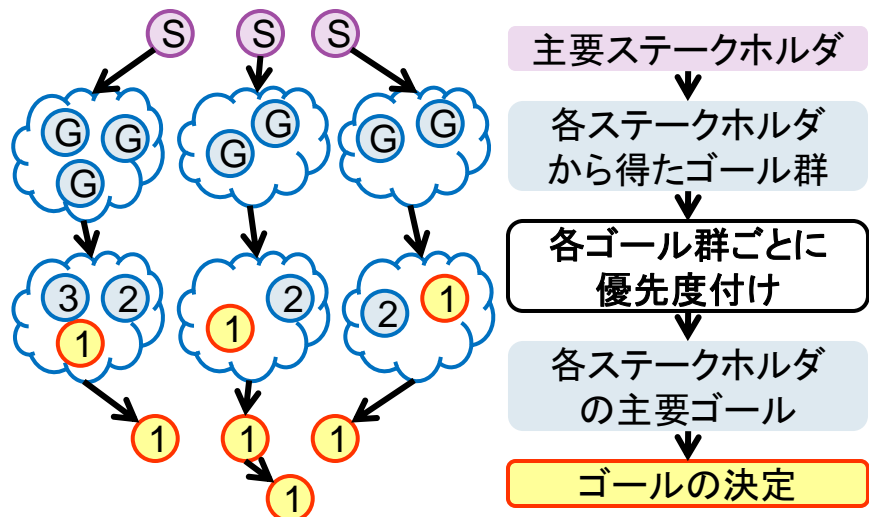 S S S
G G G G G G G
3 2 1 1 2 2 1
1 1 1
1
主要ステークホルダ
各ステークホルダ
から得たゴール群
各ゴール群ごとに
優先度付け
各ステークホルダ
の主要ゴール
ゴールの決定